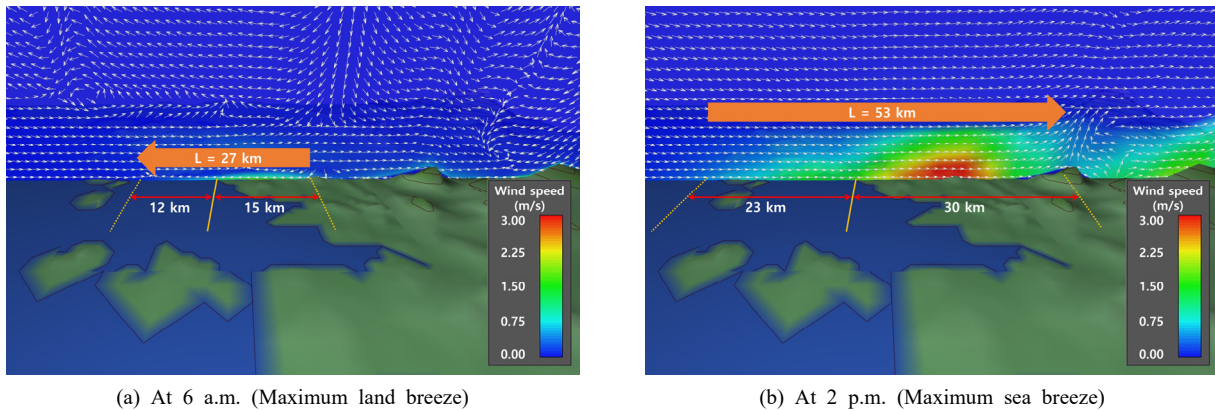 L = 27 km
12 km 15 km
Wind speed
(m/s)
3.00
2.25
1.50
0.75
0.00
(a) At 6 a.m. (Maximum land breeze)
L = 53 km
23 km 30 km
Wind speed
(m/s)
3.00
2.25
1.50
0.75
0.00
(b) At 2 p.m. (Maximum sea breeze)